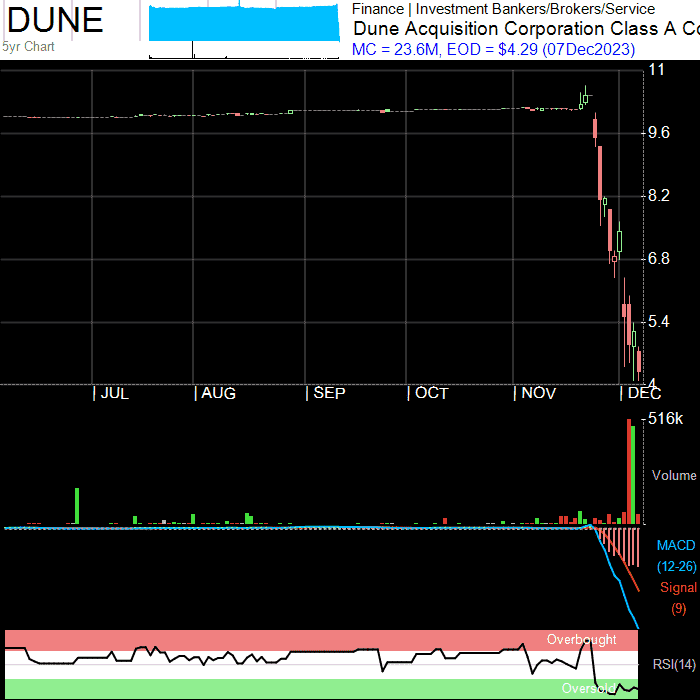 DUNE
5yr Chart
Finance | Investment Bankers/Brokers/Service
Dune Acquisition Corporation Class A Co
MC = 23.6M, EOD = $4.29 (07Dec2023)
11
9.6
8.2
6.8
5.4
4
JUL
AUG
SEP
OCT
NOV
DEC
516k
Volume
MACD
(12-26)
Signal
(9)
Overbought
RSI(14)
Oversold